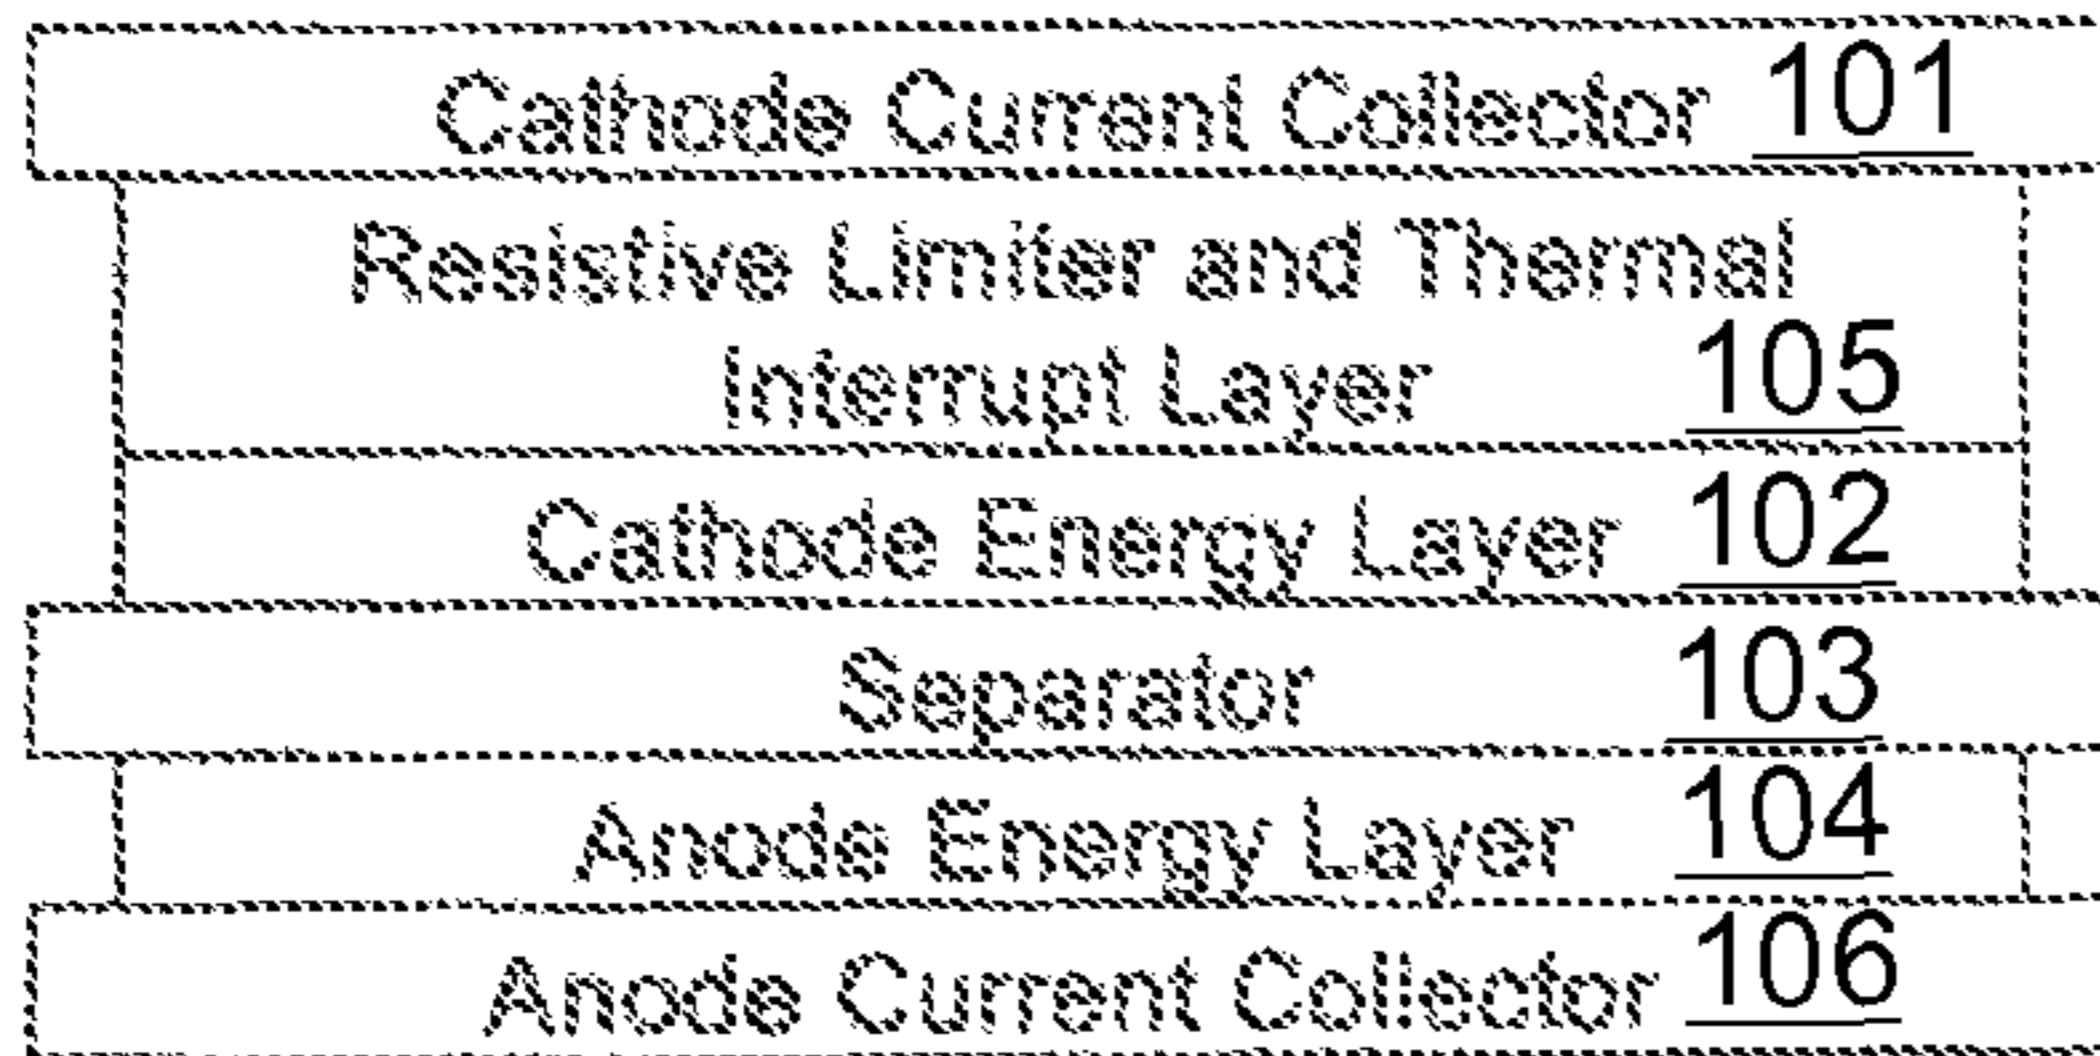 Cathode Current Collector 101
Resistive Limiter and Thermal
Interrupt Layer 105
Cathode Energy Layer 102
Separator 103
Anode Energy Layer 104
Anode Current Collector 106